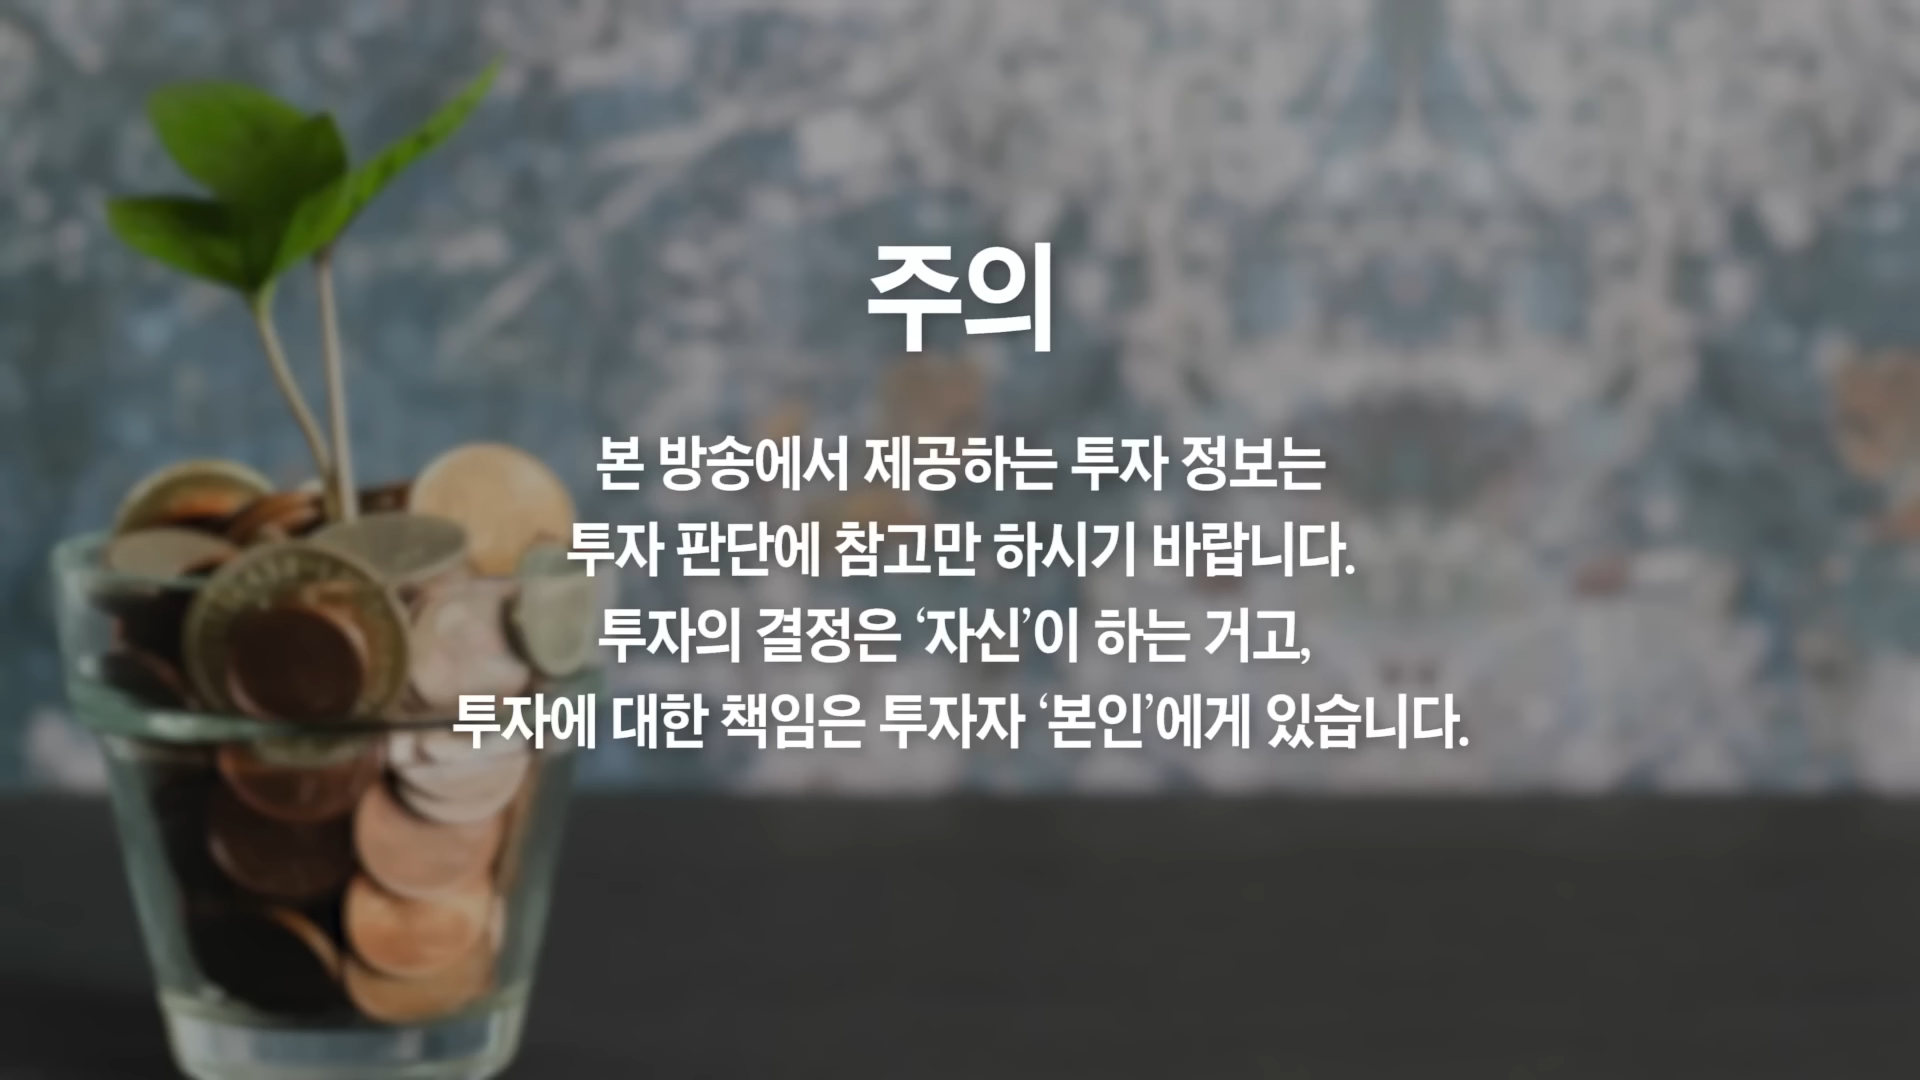 주의
본 방송에서 제공하는 투자 정보는
투자 판단에 참고만 하시기 바랍니다.
투자의 결정은 ‘자신’이 하는 거고,
투자에 대한 책임은 투자자 ‘본인’에게 있습니다.